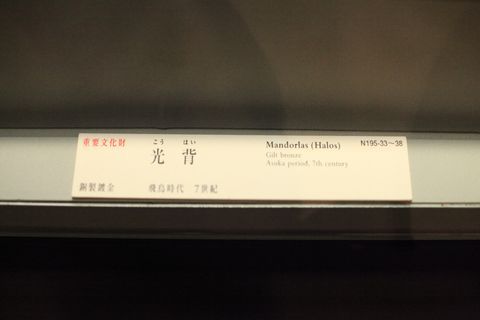 重要文化財
こう はい
光背
銅製鍍金 飛鳥時代 7世紀
Mandorlas (Halos) N195-33～38
Gilt bronze
Asuka period, 7th century